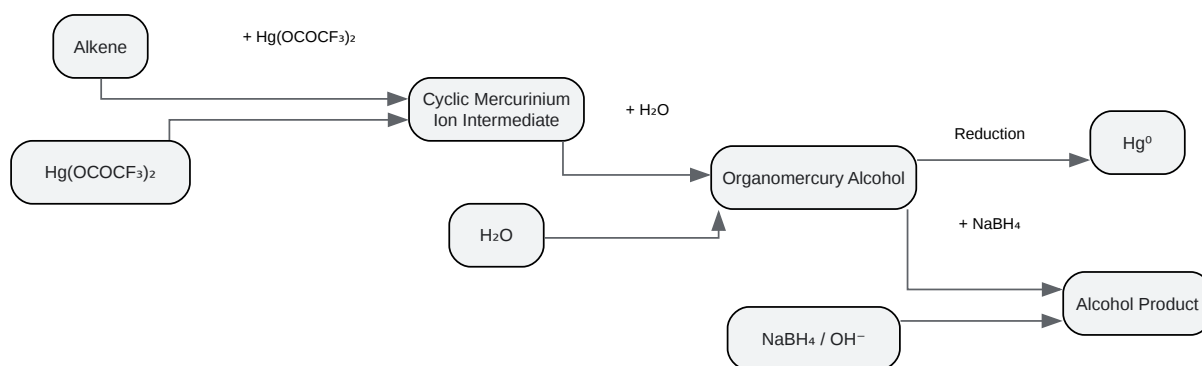 Alkene
+ Hg(OCOCF₃)₂
Cyclic Mercurinium
Ion Intermediate
Hg(OCOCF₃)₂
+ H₂O
Organomercury Alcohol
H₂O
Reduction
Hg⁰
+ NaBH₄
Alcohol Product
NaBH₄ / OH⁻